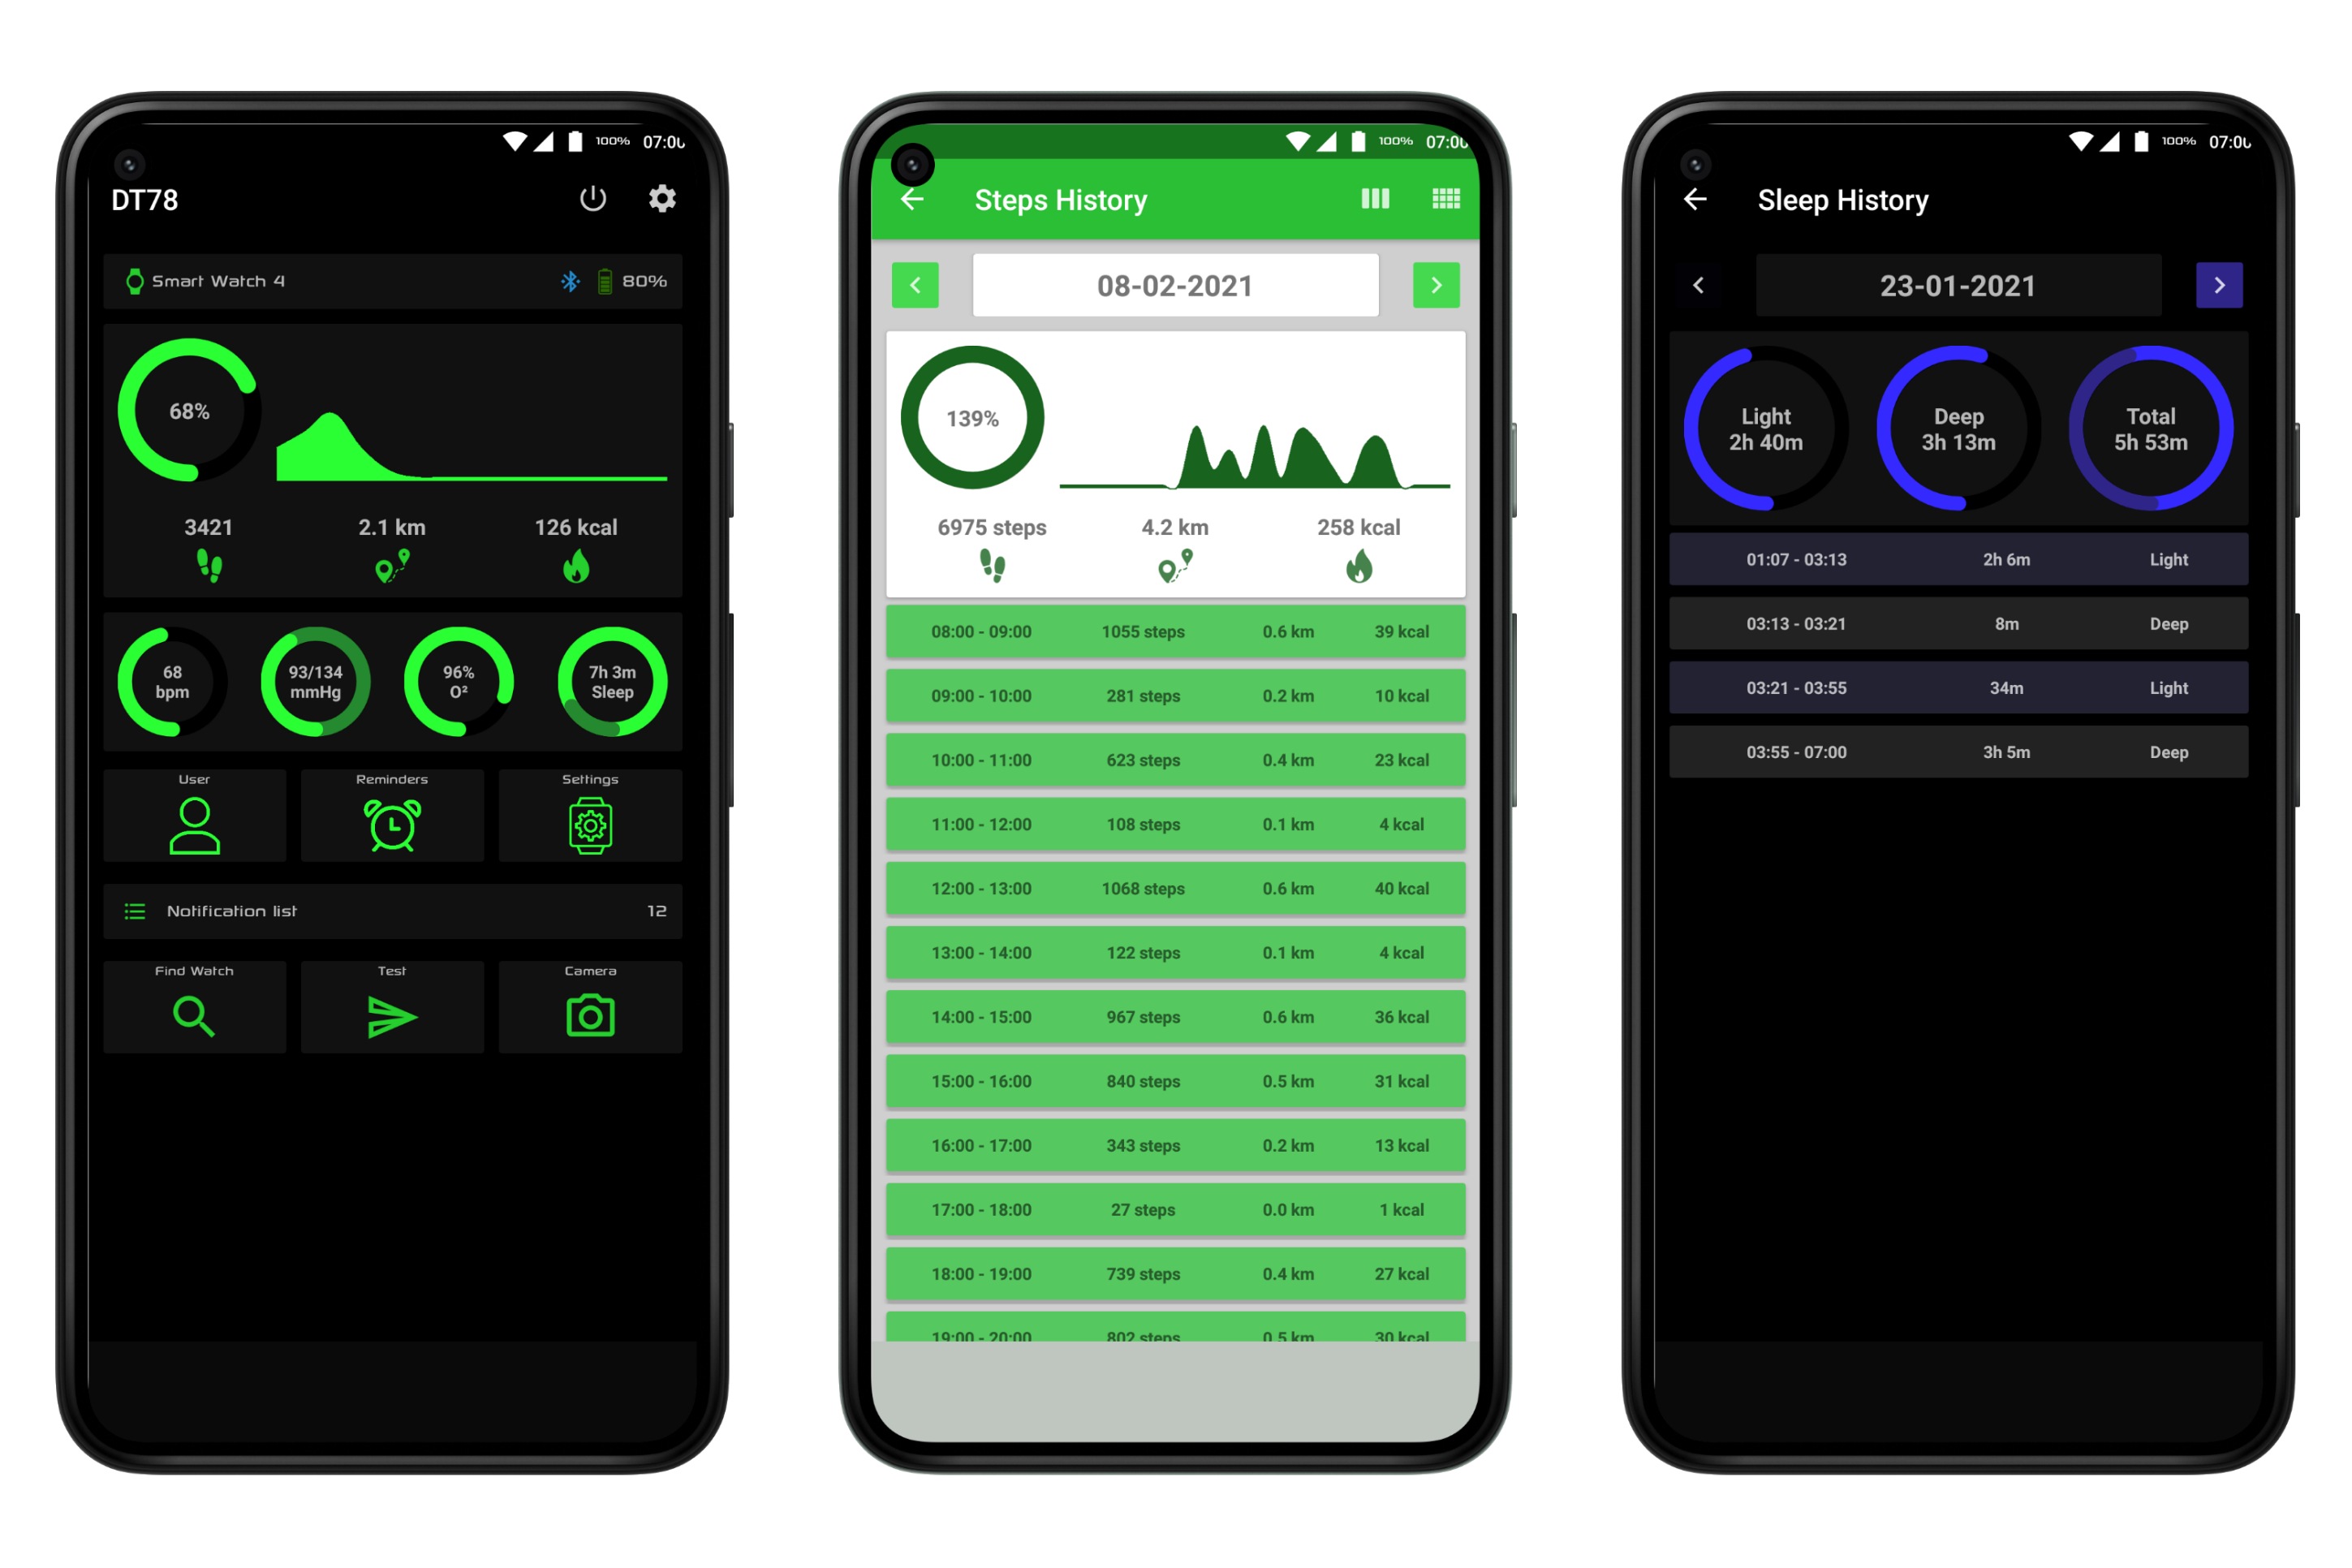 100% 07:00
DT78
Smart Watch 4 80%
68%
3421 2.1 km 126 kcal
68 bpm
93/134 mmHg
96% O²
7h 3m Sleep
User Reminders Settings
Notification list 12
Find Watch Test Camera
100% 07:00
Steps History
08-02-2021
139%
6975 steps 4.2 km 258 kcal
08:00 - 09:00 1055 steps 0.6 km 39 kcal
09:00 - 10:00 281 steps 0.2 km 10 kcal
10:00 - 11:00 623 steps 0.4 km 23 kcal
11:00 - 12:00 108 steps 0.1 km 4 kcal
12:00 - 13:00 1068 steps 0.6 km 40 kcal
13:00 - 14:00 122 steps 0.1 km 4 kcal
14:00 - 15:00 967 steps 0.6 km 36 kcal
15:00 - 16:00 840 steps 0.5 km 31 kcal
16:00 - 17:00 343 steps 0.2 km 13 kcal
17:00 - 18:00 27 steps 0.0 km 1 kcal
18:00 - 19:00 739 steps 0.4 km 27 kcal
19:00 - 20:00 802 steps 0.5 km 30 kcal
100% 07:00
Sleep History
23-01-2021
Light 2h 40m
Deep 3h 13m
Total 5h 53m
01:07 - 03:13 2h 6m Light
03:13 - 03:21 8m Deep
03:21 - 03:55 34m Light
03:55 - 07:00 3h 5m Deep